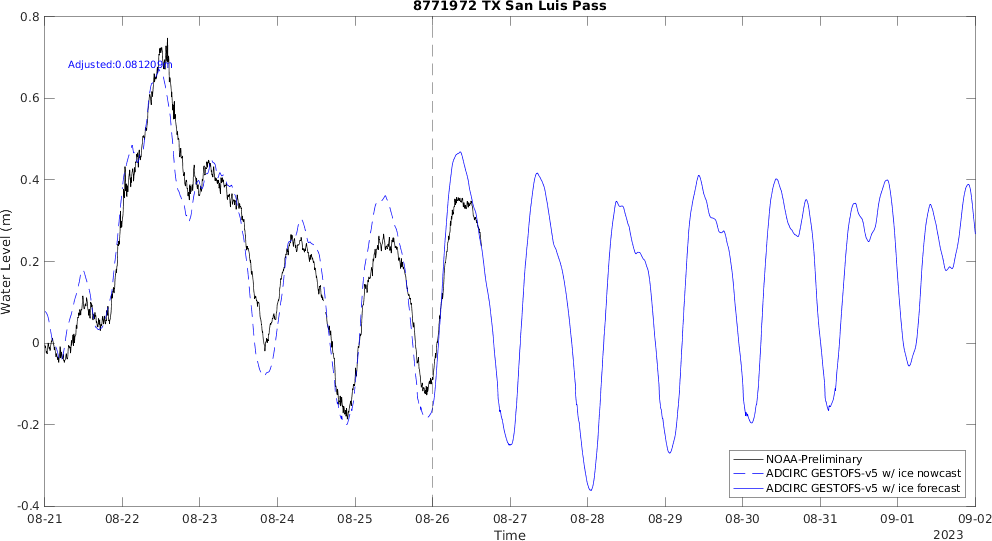 8771972 TX San Luis Pass
Water Level (m)
0.8
0.6
0.4
0.2
0
-0.2
-0.4
Adjusted:0.081209m
NOAA-Preliminary
ADCIRC GESTOFS-v5 w/ ice nowcast
ADCIRC GESTOFS-v5 w/ ice forecast
08-21 08-22 08-23 08-24 08-25 08-26 08-27 08-28 08-29 08-30 08-31 09-01 09-02
Time
2023